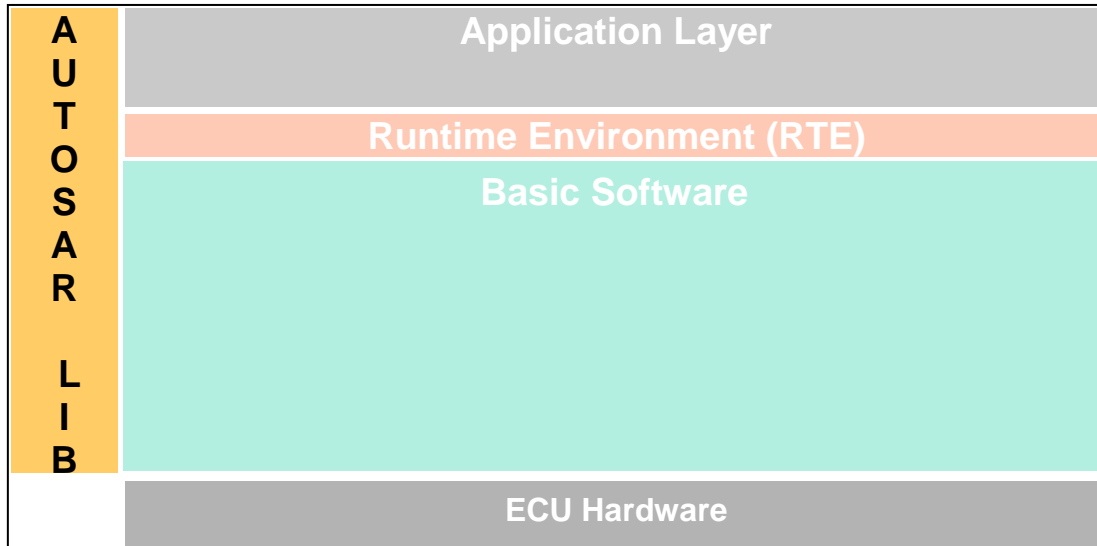 A
U
T
O
S
A
R
L
I
B
Application Layer
Runtime Environment (RTE)
Basic Software
ECU Hardware